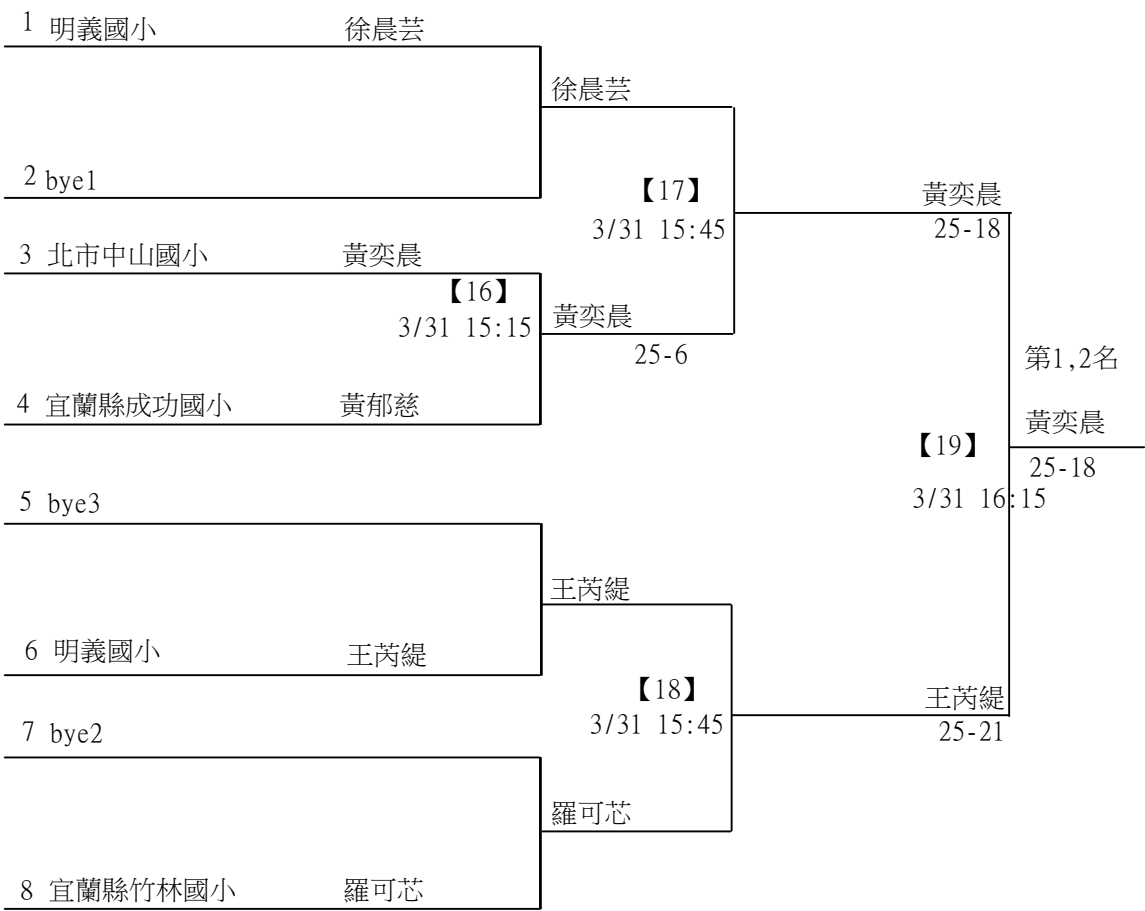 1 明義國小 徐晨芸
徐晨芸
2 bye1
【17】
黃奕晨
3/31 15:45
25-18
3 北市中山國小 黃奕晨
【16】
黃奕晨
3/31 15:15
25-6
第1,2名
4 宜蘭縣成功國小 黃郁慈
黃奕晨
【19】
25-18
5 bye3
3/31 16:15
王芮緹
6 明義國小 王芮緹
【18】
王芮緹
3/31 15:45
25-21
7 bye2
羅可芯
8 宜蘭縣竹林國小 羅可芯